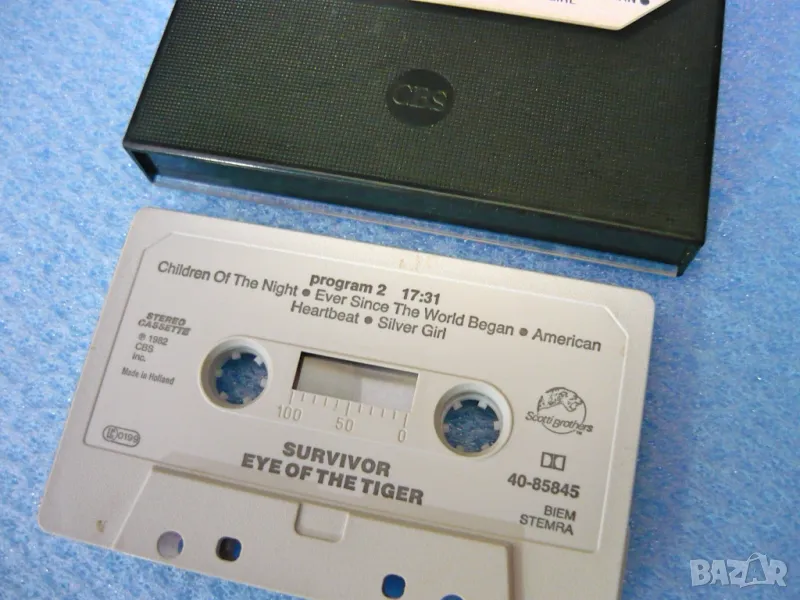 CBS
program 2 17:31
Children Of The Night • Ever Since The World Began • American
Heartbeat • Silver Girl
STEREO
CASSETTE
℗ 1982
CBS
Inc.
Made in Holland
100 50 0
Scotti Brothers
TM
SURVIVOR
EYE OF THE TIGER
40-85845
BIEM
STEMRA
BAZAR